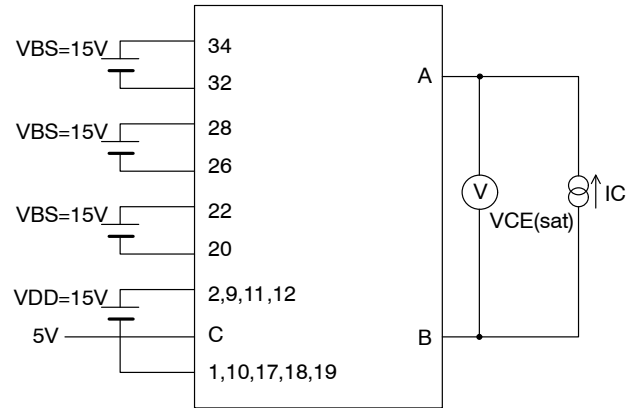 VBS=15V
34
32
A
VBS=15V
28
26
VBS=15V
22
20
V
IC
VCE(sat)
VDD=15V
2,9,11,12
5V
C
B
1,10,17,18,19